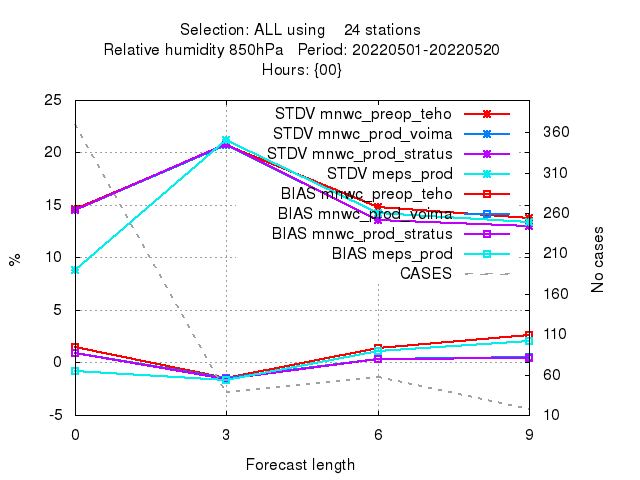 Selection: ALL using    24 stations
Relative humidity 850hPa   Period: 20220501-20220520
Hours: {00}
25
20
15
10
5
0
-5
%
0
3
6
9
Forecast length
360
310
260
210
160
110
60
10
No cases
STDV mnwc_preop_teho
STDV mnwc_prod_voima
STDV mnwc_prod_stratus
STDV meps_prod
BIAS mnwc_preop_teho
BIAS mnwc_prod_voima
BIAS mnwc_prod_stratus
BIAS meps_prod
CASES